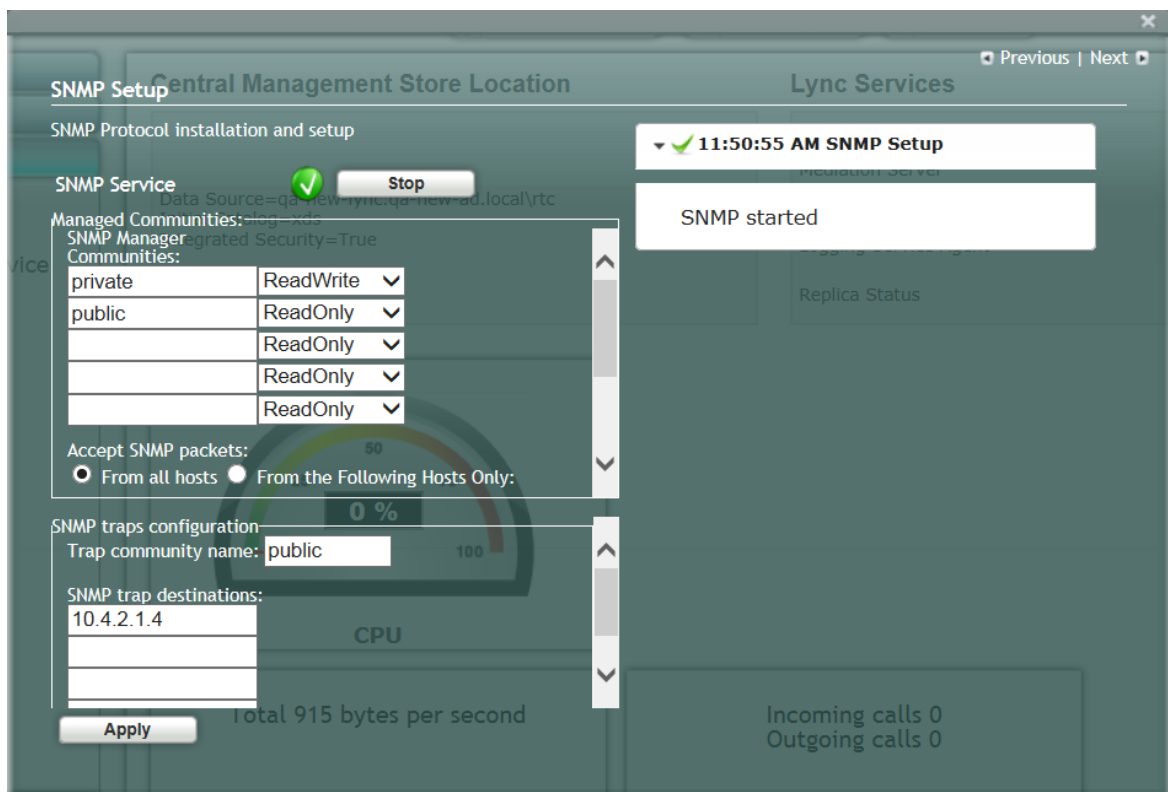 Previous | Next
SNMP Setup
Central Management Store Location
Lync Services
SNMP Protocol installation and setup
11:50:55 AM SNMP Setup
Mediation Server
SNMP Service
Stop
SNMP started
Data Source=qa-new-lync.qa-new-ad.local\rtc
Managed Communities:
Integrated Security=True
SNMP Manager
Communities:
private
ReadWrite
public
ReadOnly
Replica Status
ReadOnly
ReadOnly
ReadOnly
Accept SNMP packets:
From all hosts
From the Following Hosts Only:
50
0 %
100
SNMP traps configuration
Trap community name:
public
SNMP trap destinations:
10.4.2.1.4
CPU
Apply
Total 915 bytes per second
Incoming calls 0
Outgoing calls 0